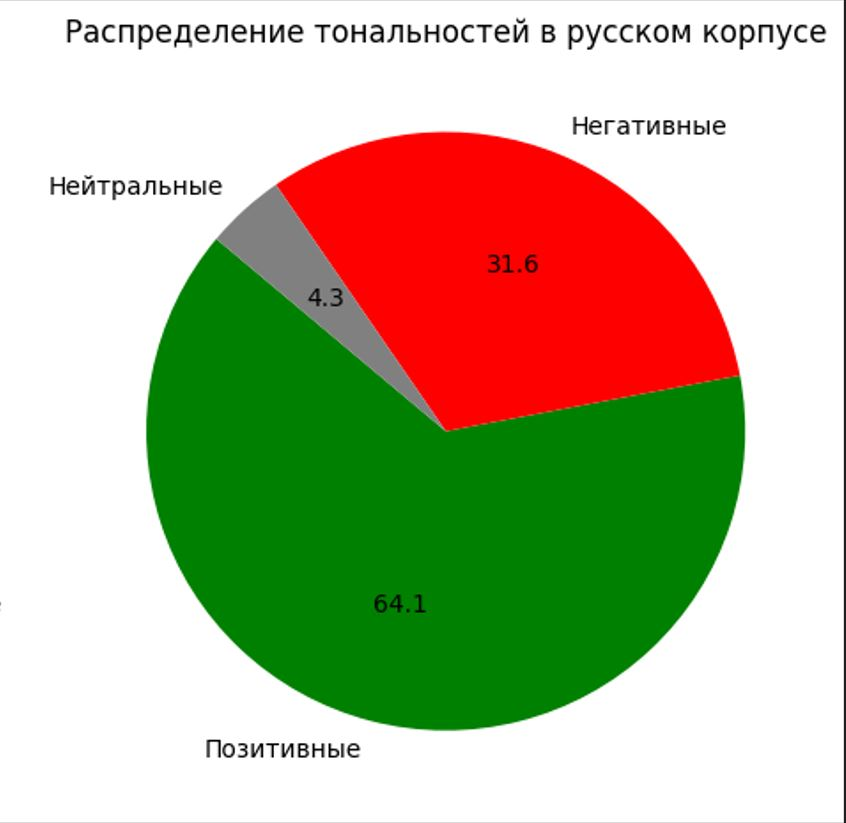 Распределение тональностей в русском корпусе
Негативные
Нейтральные
31.6
4.3
64.1
Позитивные